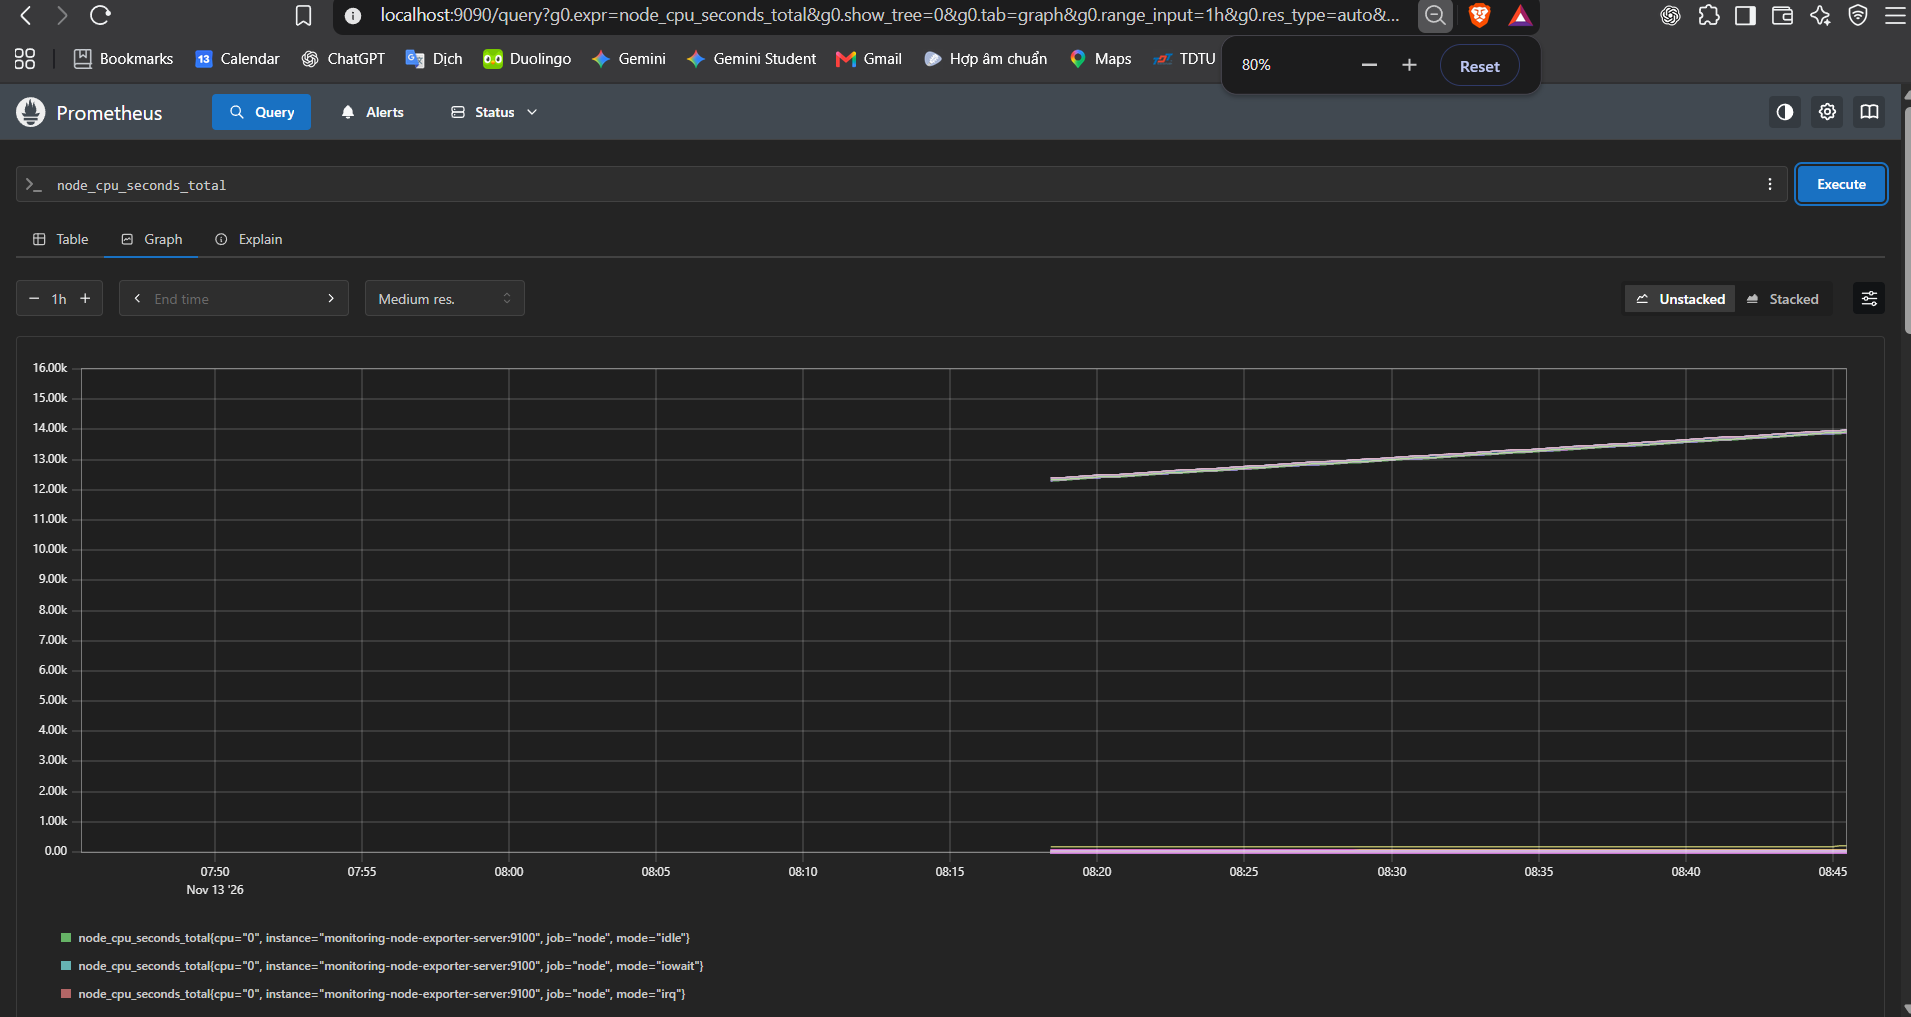 localhost:9090/query?g0.expr=node_cpu_seconds_total&g0.show_tree=0&g0.tab=graph&g0.range_input=1h&g0.res_type=auto&...
Bookmarks 13 Calendar ChatGPT Dịch Duolingo Gemini Gemini Student Gmail Hợp âm chuẩn Maps TDTU
80% Reset
Prometheus Query Alerts Status
>_ node_cpu_seconds_total Execute
Table Graph Explain
1h End time Medium res. Unstacked Stacked
16.00k
15.00k
14.00k
13.00k
12.00k
11.00k
10.00k
9.00k
8.00k
7.00k
6.00k
5.00k
4.00k
3.00k
2.00k
1.00k
0.00
07:50 07:55 08:00 08:05 08:10 08:15 08:20 08:25 08:30 08:35 08:40 08:45
Nov 13 '26
node_cpu_seconds_total{cpu="0", instance="monitoring-node-exporter-server:9100", job="node", mode="idle"}
node_cpu_seconds_total{cpu="0", instance="monitoring-node-exporter-server:9100", job="node", mode="iowait"}
node_cpu_seconds_total{cpu="0", instance="monitoring-node-exporter-server:9100", job="node", mode="irq"}